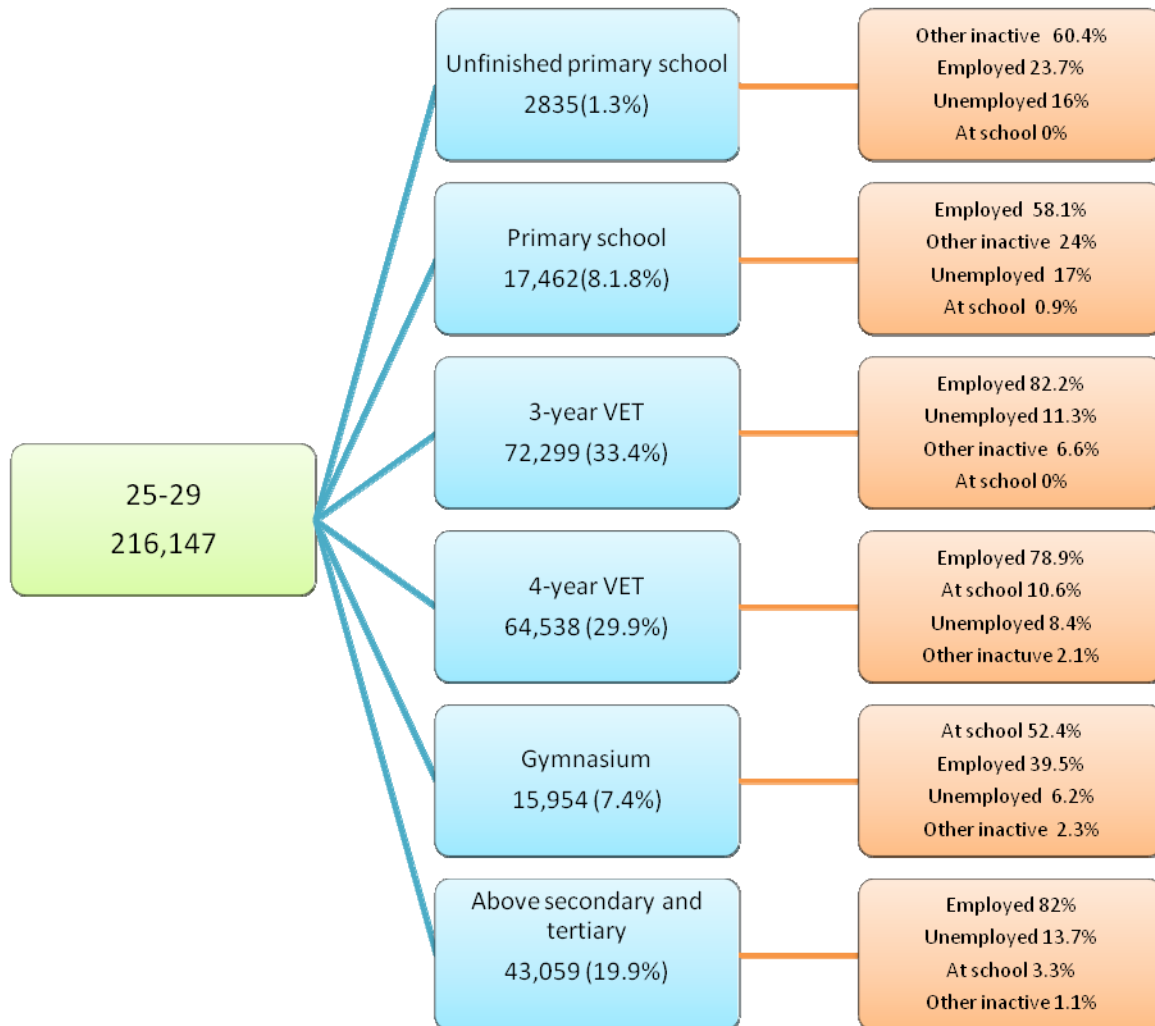 25-29
216,147
Unfinished primary school
2835(1.3%)
Other inactive 60.4%
Employed 23.7%
Unemployed 16%
At school 0%
Primary school
17,462(8.1.8%)
Employed 58.1%
Other inactive 24%
Unemployed 17%
At school 0.9%
3-year VET
72,299 (33.4%)
Employed 82.2%
Unemployed 11.3%
Other inactive 6.6%
At school 0%
4-year VET
64,538 (29.9%)
Employed 78.9%
At school 10.6%
Unemployed 8.4%
Other inactuve 2.1%
Gymnasium
15,954 (7.4%)
At school 52.4%
Employed 39.5%
Unemployed 6.2%
Other inactive 2.3%
Above secondary and
tertiary
43,059 (19.9%)
Employed 82%
Unemployed 13.7%
At school 3.3%
Other inactive 1.1%